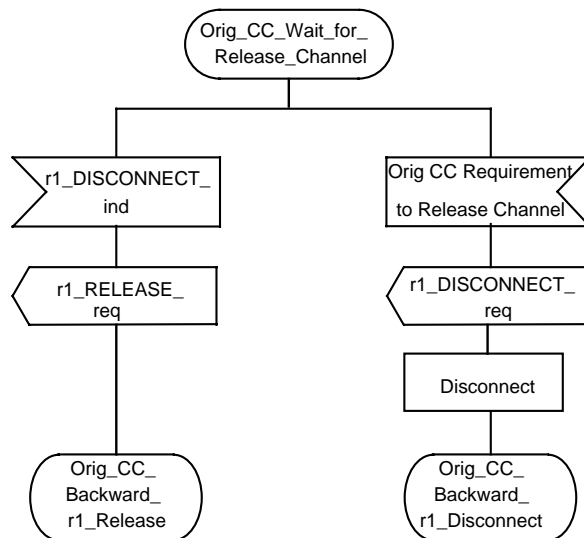 Orig_CC_Wait_for_
Release_Channel
r1_DISCONNECT_
ind
Orig CC Requirement
to Release Channel
r1_RELEASE_
req
r1_DISCONNECT_
req
Disconnect
Orig_CC_
Backward_
r1_Release
Orig_CC_
Backward_
r1_Disconnect